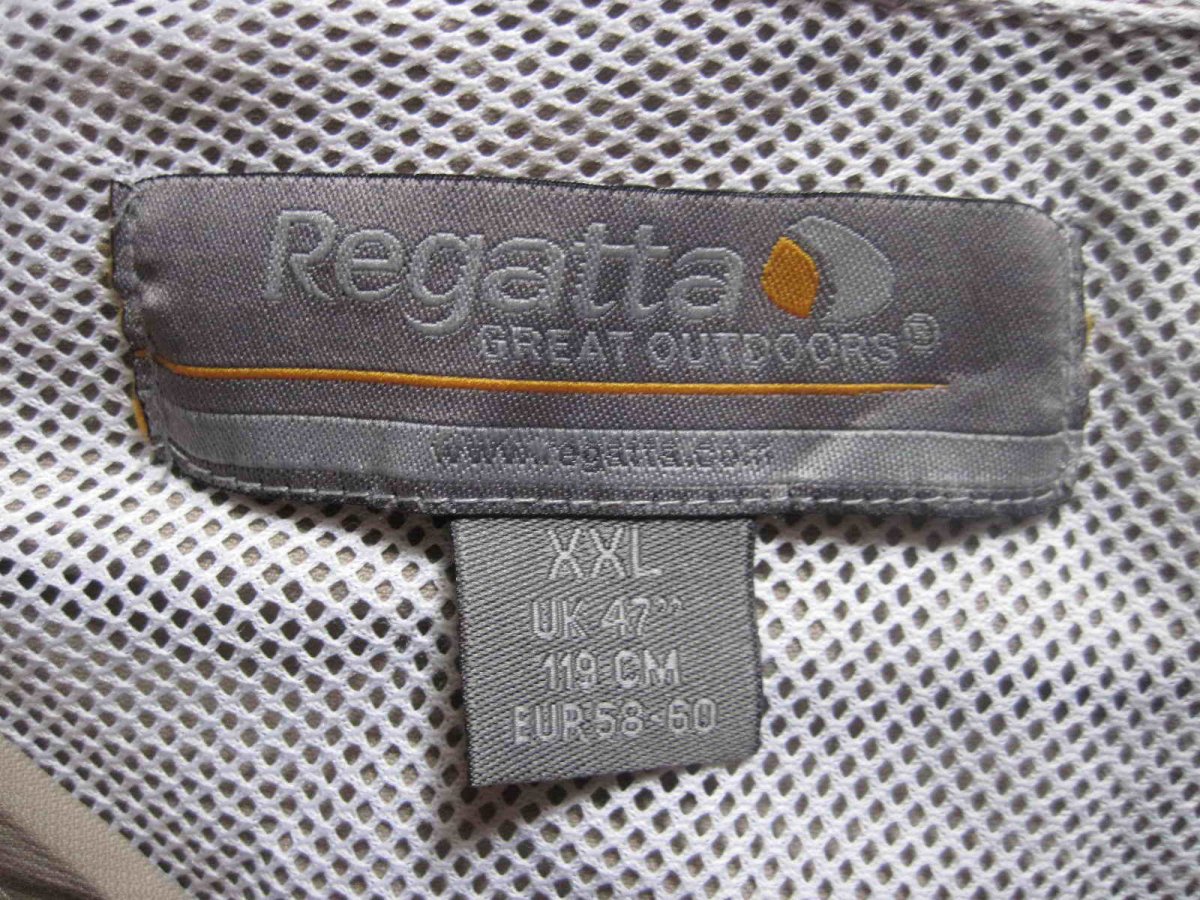 Regatta
GREAT OUTDOORS®
www.regatta.com
XXL
UK 47"
119 CM
EUR 58-60